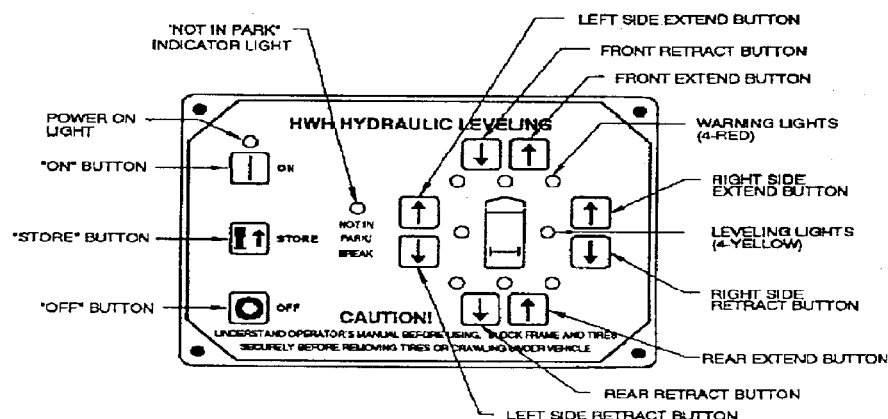 LEFT SIDE EXTEND BUTTON
"NOT IN PARK"
INDICATOR LIGHT
FRONT RETRACT BUTTON
FRONT EXTEND BUTTON
POWER ON
LIGHT
HWH HYDRAULIC LEVELING
WARNING LIGHTS
(4-RED)
"ON" BUTTON
ON
RIGHT SIDE
EXTEND BUTTON
"STORE" BUTTON
STORE
NOT IN
PARK/
BREAK
LEVELING LIGHTS
(4-YELLOW)
"OFF" BUTTON
OFF
RIGHT SIDE
RETRACT BUTTON
CAUTION!
UNDERSTAND OPERATOR'S MANUAL BEFORE USING. BLOCK FRAME AND TIRES
SECURELY BEFORE REMOVING TIRES OR CRAWLING UNDER VEHICLE
REAR EXTEND BUTTON
REAR RETRACT BUTTON
LEFT SIDE RETRACT BUTTON